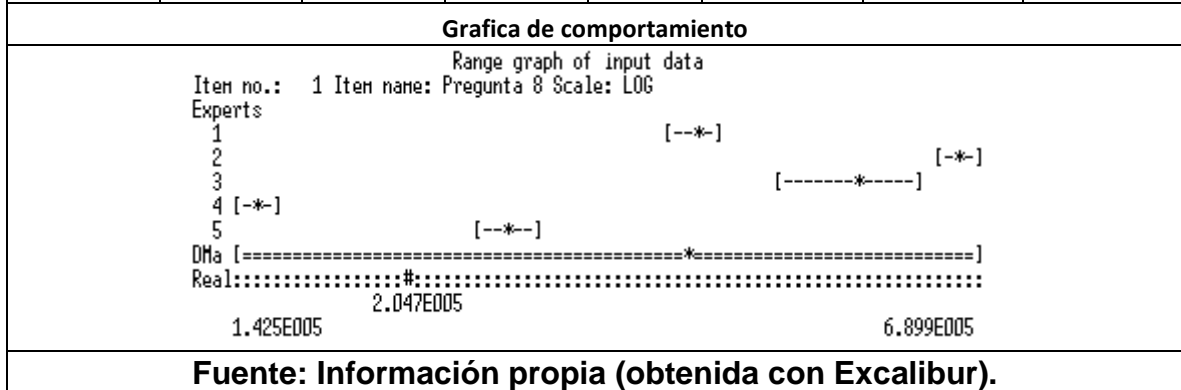 Grafica de comportamiento
Range graph of input data
Item no.: 1 Item name: Pregunta 8 Scale: LOG
Experts
1 [--*-]
2 [-*-]
3 [-------*-----]
4 [-*-]
5 [--*--]
DMa [============================================*============================]
Real:::::::::::::::::#:::::::::::::::::::::::::::::::::::::::::::::::::::::::::
2.047E005
1.425E005 6.899E005
Fuente: Información propia (obtenida con Excalibur).